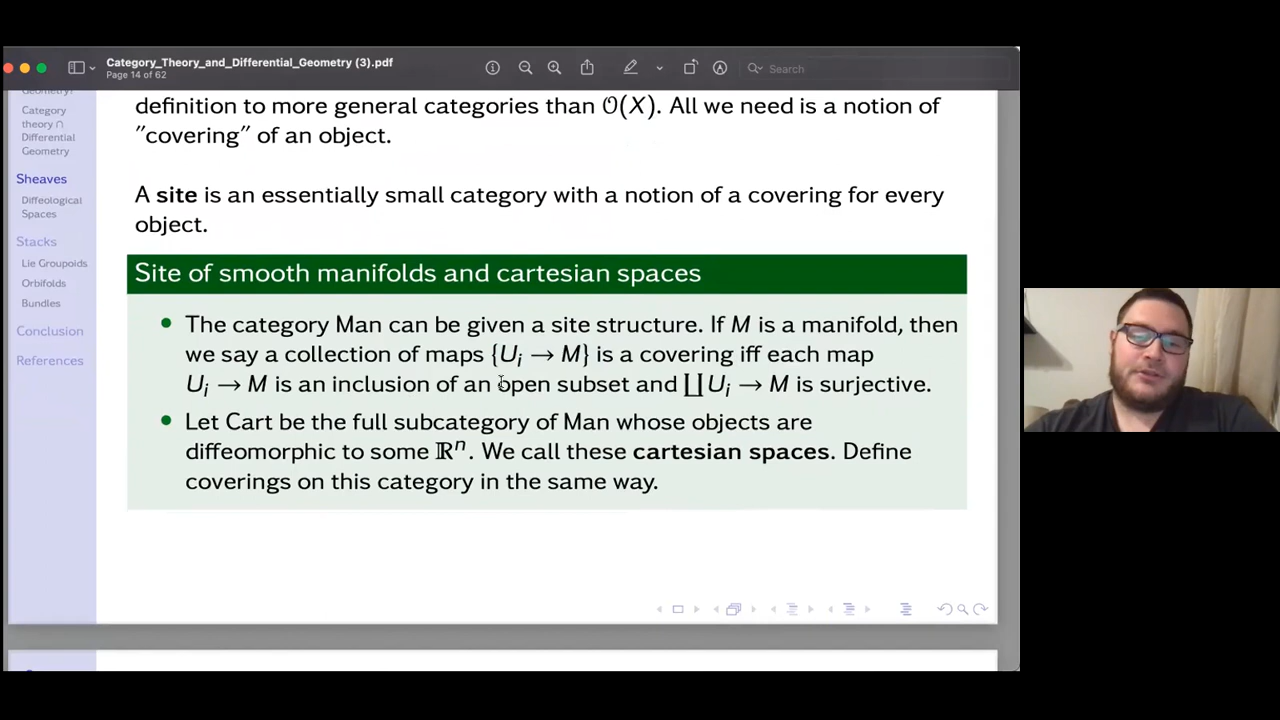 Category_Theory_and_Differential_Geometry (3).pdf
Page 14 of 62
Search
Geometry?
Category
theory ∩
Differential
Geometry
Sheaves
Diffeological
Spaces
Stacks
Lie Groupoids
Orbifolds
Bundles
Conclusion
References
definition to more general categories than O(X). All we need is a notion of
"covering" of an object.
A site is an essentially small category with a notion of a covering for every
object.
Site of smooth manifolds and cartesian spaces
• The category Man can be given a site structure. If M is a manifold, then
we say a collection of maps {Uᵢ → M} is a covering iff each map
Uᵢ → M is an inclusion of an open subset and ∐ Uᵢ → M is surjective.
• Let Cart be the full subcategory of Man whose objects are
diffeomorphic to some ℝⁿ. We call these cartesian spaces. Define
coverings on this category in the same way.